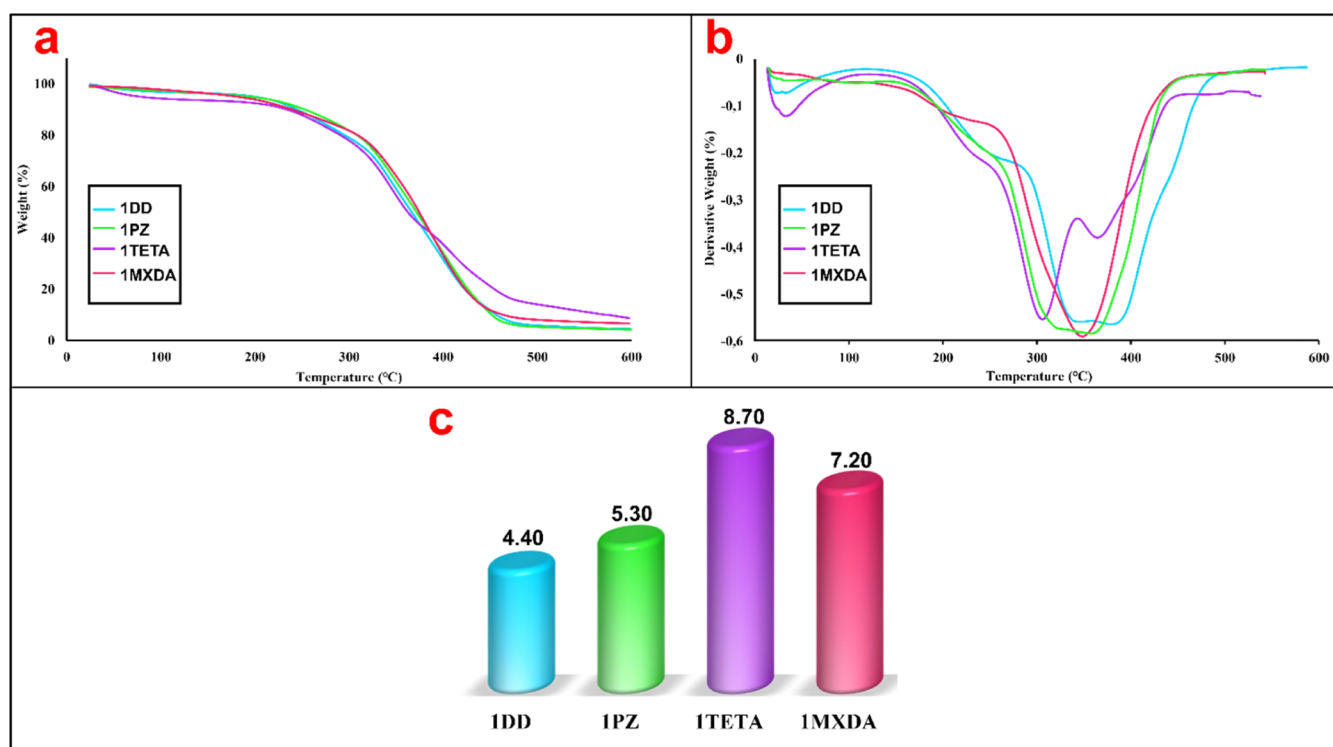 a
Weight (%)
100
80
60
40
20
0
1DD
1PZ
1TETA
1MXDA
0 100 200 300 400 500 600
Temperature (°C)
b
Derivative Weight (%)
0
-0,1
-0,2
-0,3
-0,4
-0,5
-0,6
1DD
1PZ
1TETA
1MXDA
0 100 200 300 400 500 600
Temperature (°C)
c
4.40 5.30 8.70 7.20
1DD 1PZ 1TETA 1MXDA